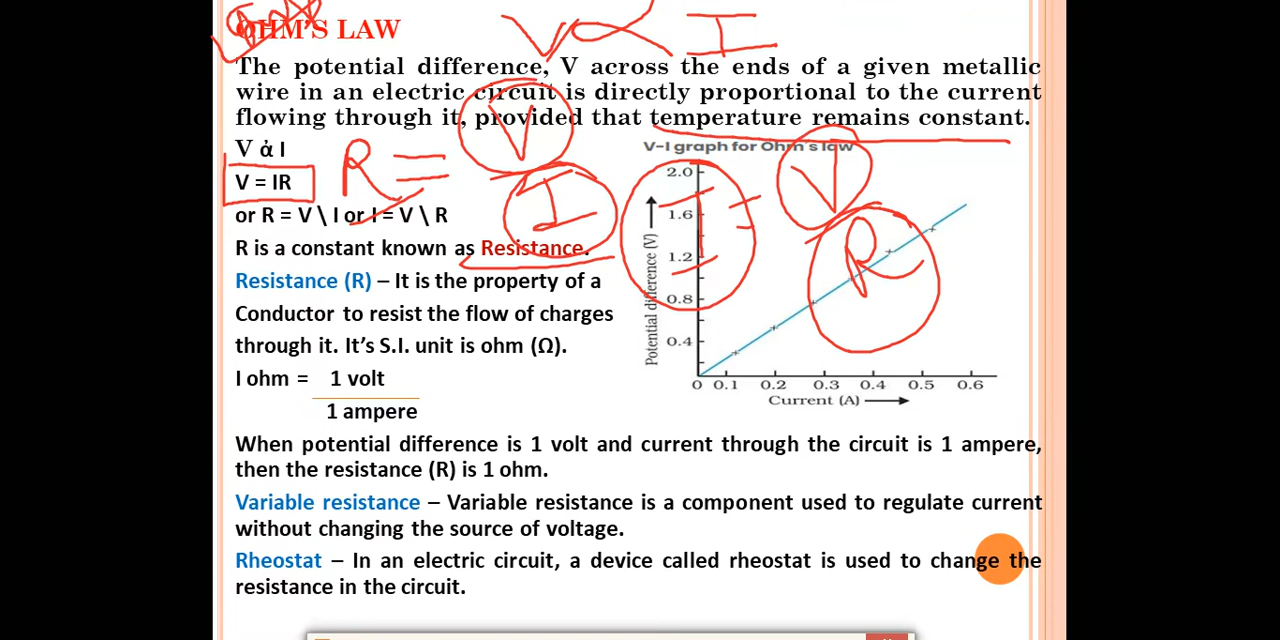 OHM'S LAW
V ∝ I
The potential difference, V across the ends of a given metallic
wire in an electric circuit is directly proportional to the current
flowing through it, provided that temperature remains constant.
V ά I
R = V / I
V = IR
or R = V \ I or I = V \ R
R is a constant known as Resistance.
Resistance (R) – It is the property of a
Conductor to resist the flow of charges
through it. It's S.I. unit is ohm (Ω).
I ohm = 1 volt
1 ampere
V-I graph for Ohm's law
I = V / R
Potential difference (V)
2.0
1.6
1.2
0.8
0.4
0 0.1 0.2 0.3 0.4 0.5 0.6
Current (A)
When potential difference is 1 volt and current through the circuit is 1 ampere,
then the resistance (R) is 1 ohm.
Variable resistance – Variable resistance is a component used to regulate current
without changing the source of voltage.
Rheostat – In an electric circuit, a device called rheostat is used to change the
resistance in the circuit.